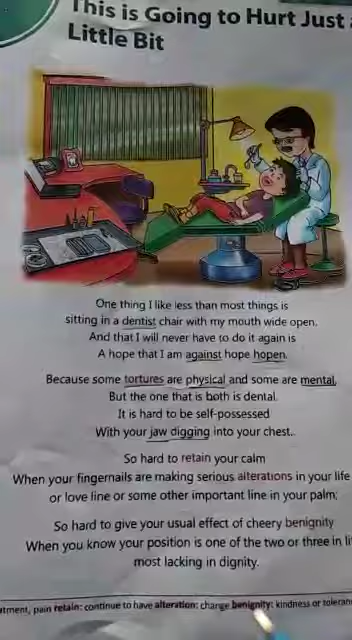 This is Going to Hurt Just a
Little Bit
One thing I like less than most things is
sitting in a dentist chair with my mouth wide open.
And that I will never have to do it again is
A hope that I am against hope hopen.
Because some tortures are physical and some are mental,
But the one that is both is dental.
It is hard to be self-possessed
With your jaw digging into your chest..
So hard to retain your calm
When your fingernails are making serious alterations in your life
or love line or some other important line in your palm;
So hard to give your usual effect of cheery benignity
When you know your position is one of the two or three in li
most lacking in dignity.
atment, pain retain: continue to have alteration: change benignity: kindness or toleran